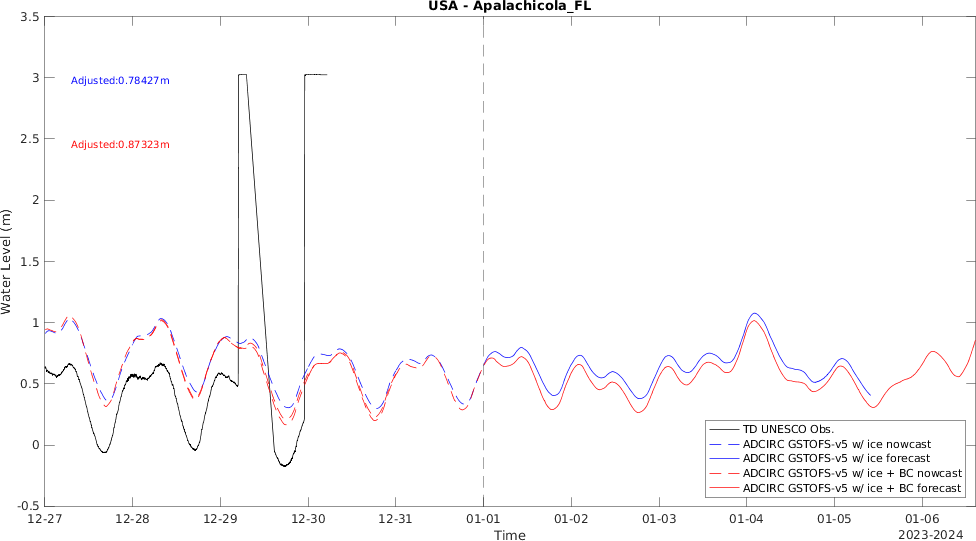 USA - Apalachicola_FL
3.5
3
2.5
2
1.5
1
0.5
0
-0.5
Water Level (m)
Adjusted:0.78427m
Adjusted:0.87323m
TD UNESCO Obs.
ADCIRC GSTOFS-v5 w/ ice nowcast
ADCIRC GSTOFS-v5 w/ ice forecast
ADCIRC GSTOFS-v5 w/ ice + BC nowcast
ADCIRC GSTOFS-v5 w/ ice + BC forecast
12-27 12-28 12-29 12-30 12-31 01-01 01-02 01-03 01-04 01-05 01-06
Time
2023-2024